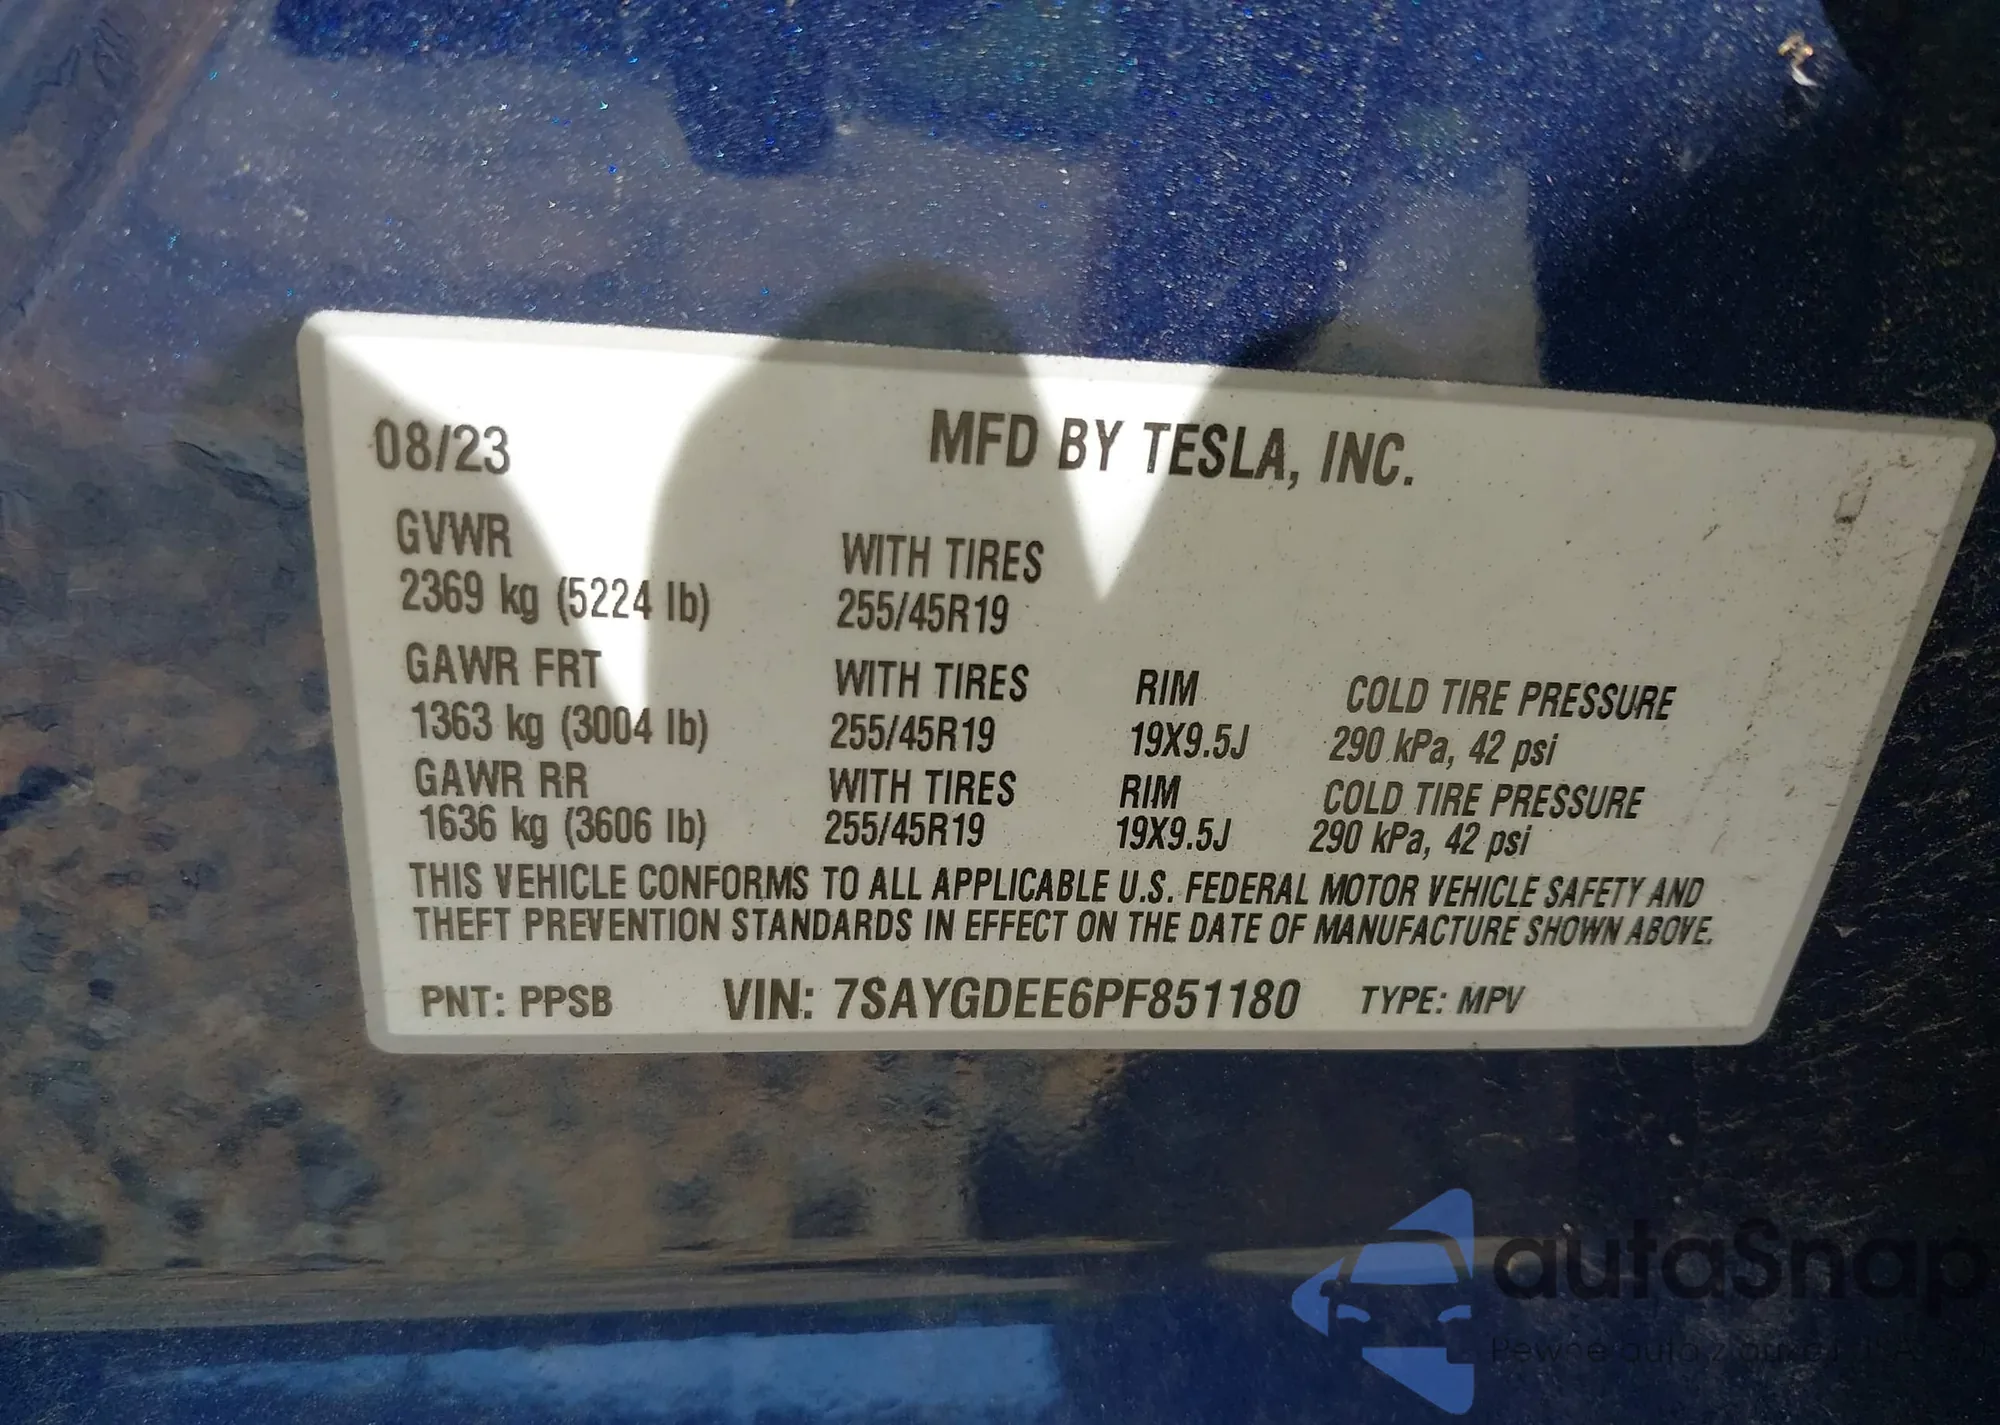 08/23 MFD BY TESLA, INC.
GVWR WITH TIRES
2369 kg (5224 lb) 255/45R19
GAWR FRT WITH TIRES RIM COLD TIRE PRESSURE
1363 kg (3004 lb) 255/45R19 19X9.5J 290 kPa, 42 psi
GAWR RR WITH TIRES RIM COLD TIRE PRESSURE
1636 kg (3606 lb) 255/45R19 19X9.5J 290 kPa, 42 psi
THIS VEHICLE CONFORMS TO ALL APPLICABLE U.S. FEDERAL MOTOR VEHICLE SAFETY AND
THEFT PREVENTION STANDARDS IN EFFECT ON THE DATE OF MANUFACTURE SHOWN ABOVE.
PNT: PPSB VIN: 7SAYGDEE6PF851180 TYPE: MPV
autaSnap
Pewne auta z